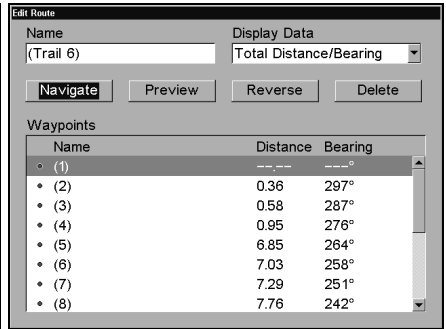 Edit Route
Name Display Data
(Trail 6) Total Distance/Bearing
Navigate Preview Reverse Delete
Waypoints
Name Distance Bearing
(1) --.-- ---°
(2) 0.36 297°
(3) 0.58 287°
(4) 0.95 276°
(5) 6.85 264°
(6) 7.03 258°
(7) 7.29 251°
(8) 7.76 242°